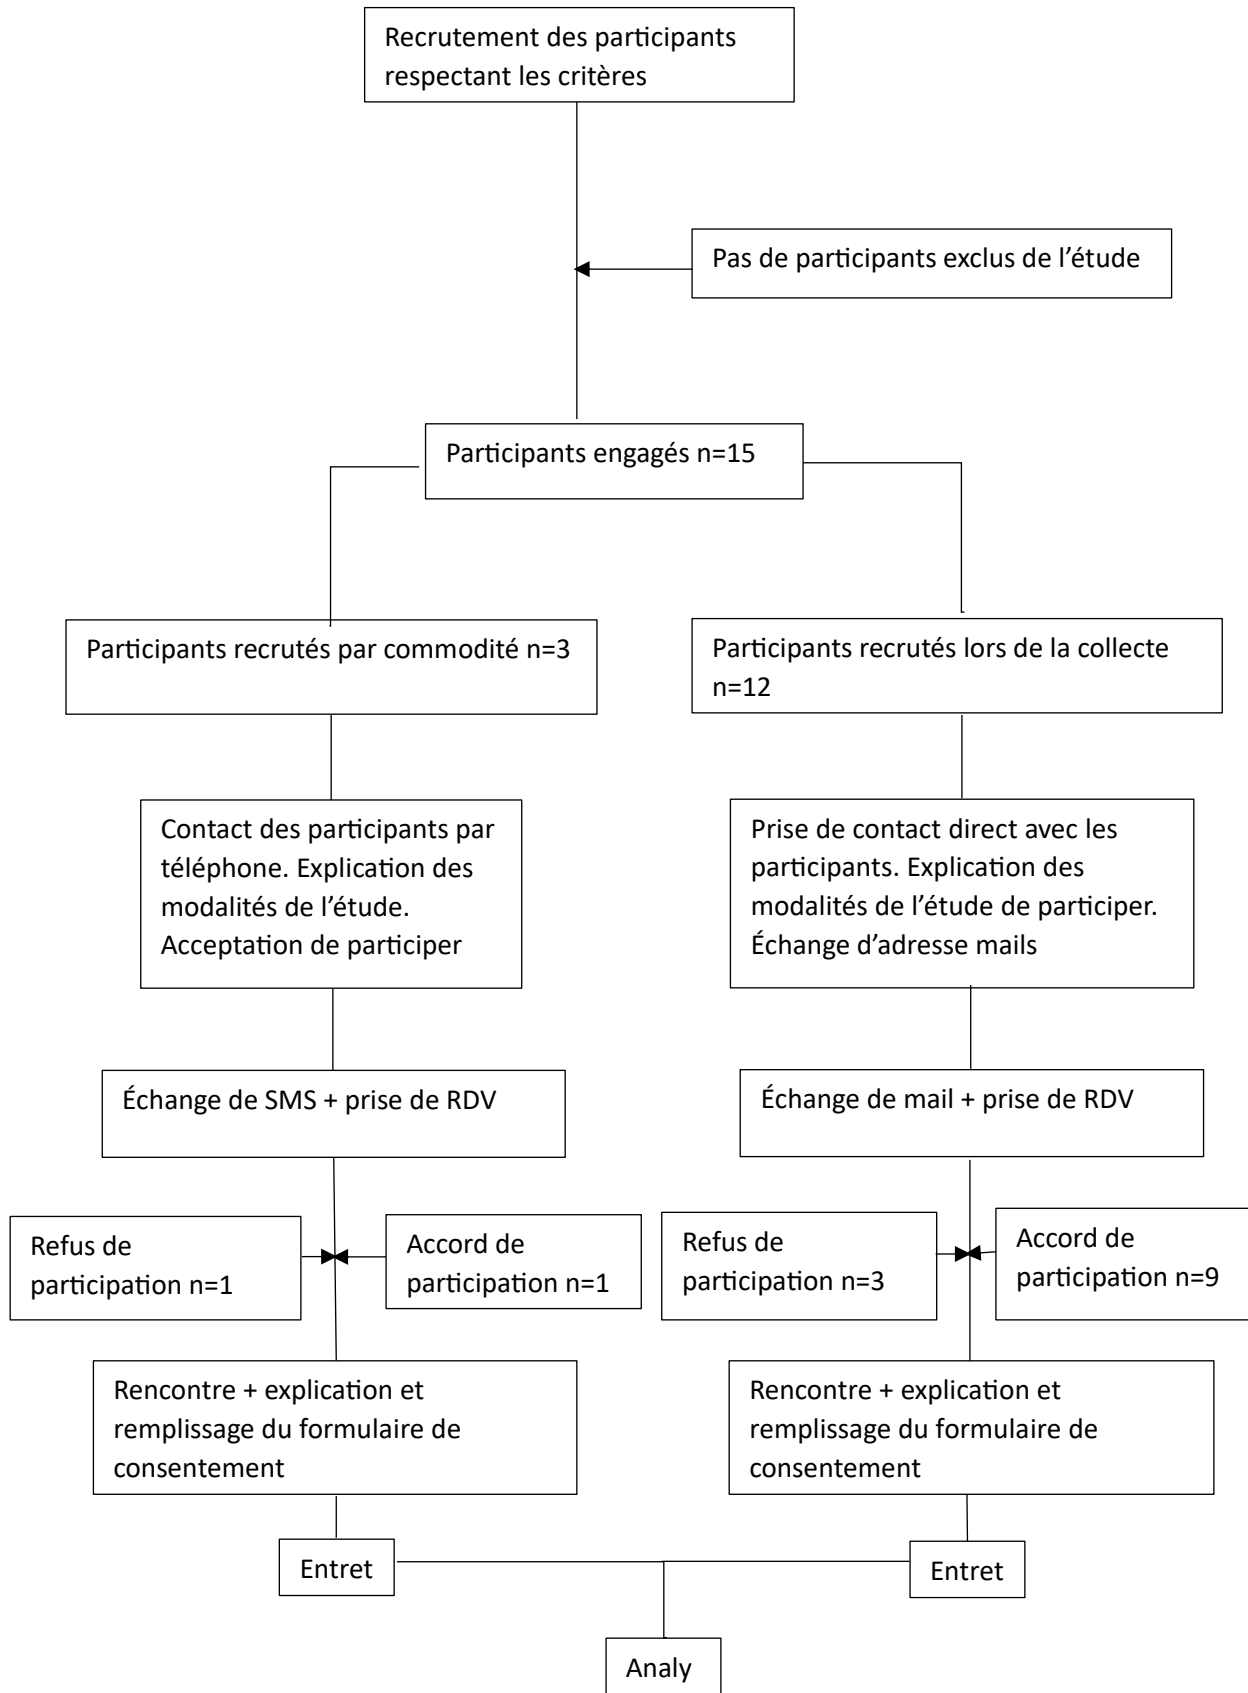 Recrutement des participants
respectant les critères
Pas de participants exclus de l’étude
Participants engagés n=15
Participants recrutés par commodité n=3
Participants recrutés lors de la collecte
n=12
Contact des participants par
téléphone. Explication des
modalités de l’étude.
Acceptation de participer
Prise de contact direct avec les
participants. Explication des
modalités de l’étude de participer.
Échange d’adresse mails
Échange de SMS + prise de RDV
Échange de mail + prise de RDV
Refus de
participation n=1
Accord de
participation n=1
Refus de
participation n=3
Accord de
participation n=9
Rencontre + explication et
remplissage du formulaire de
consentement
Rencontre + explication et
remplissage du formulaire de
consentement
Entret
Entret
Analy